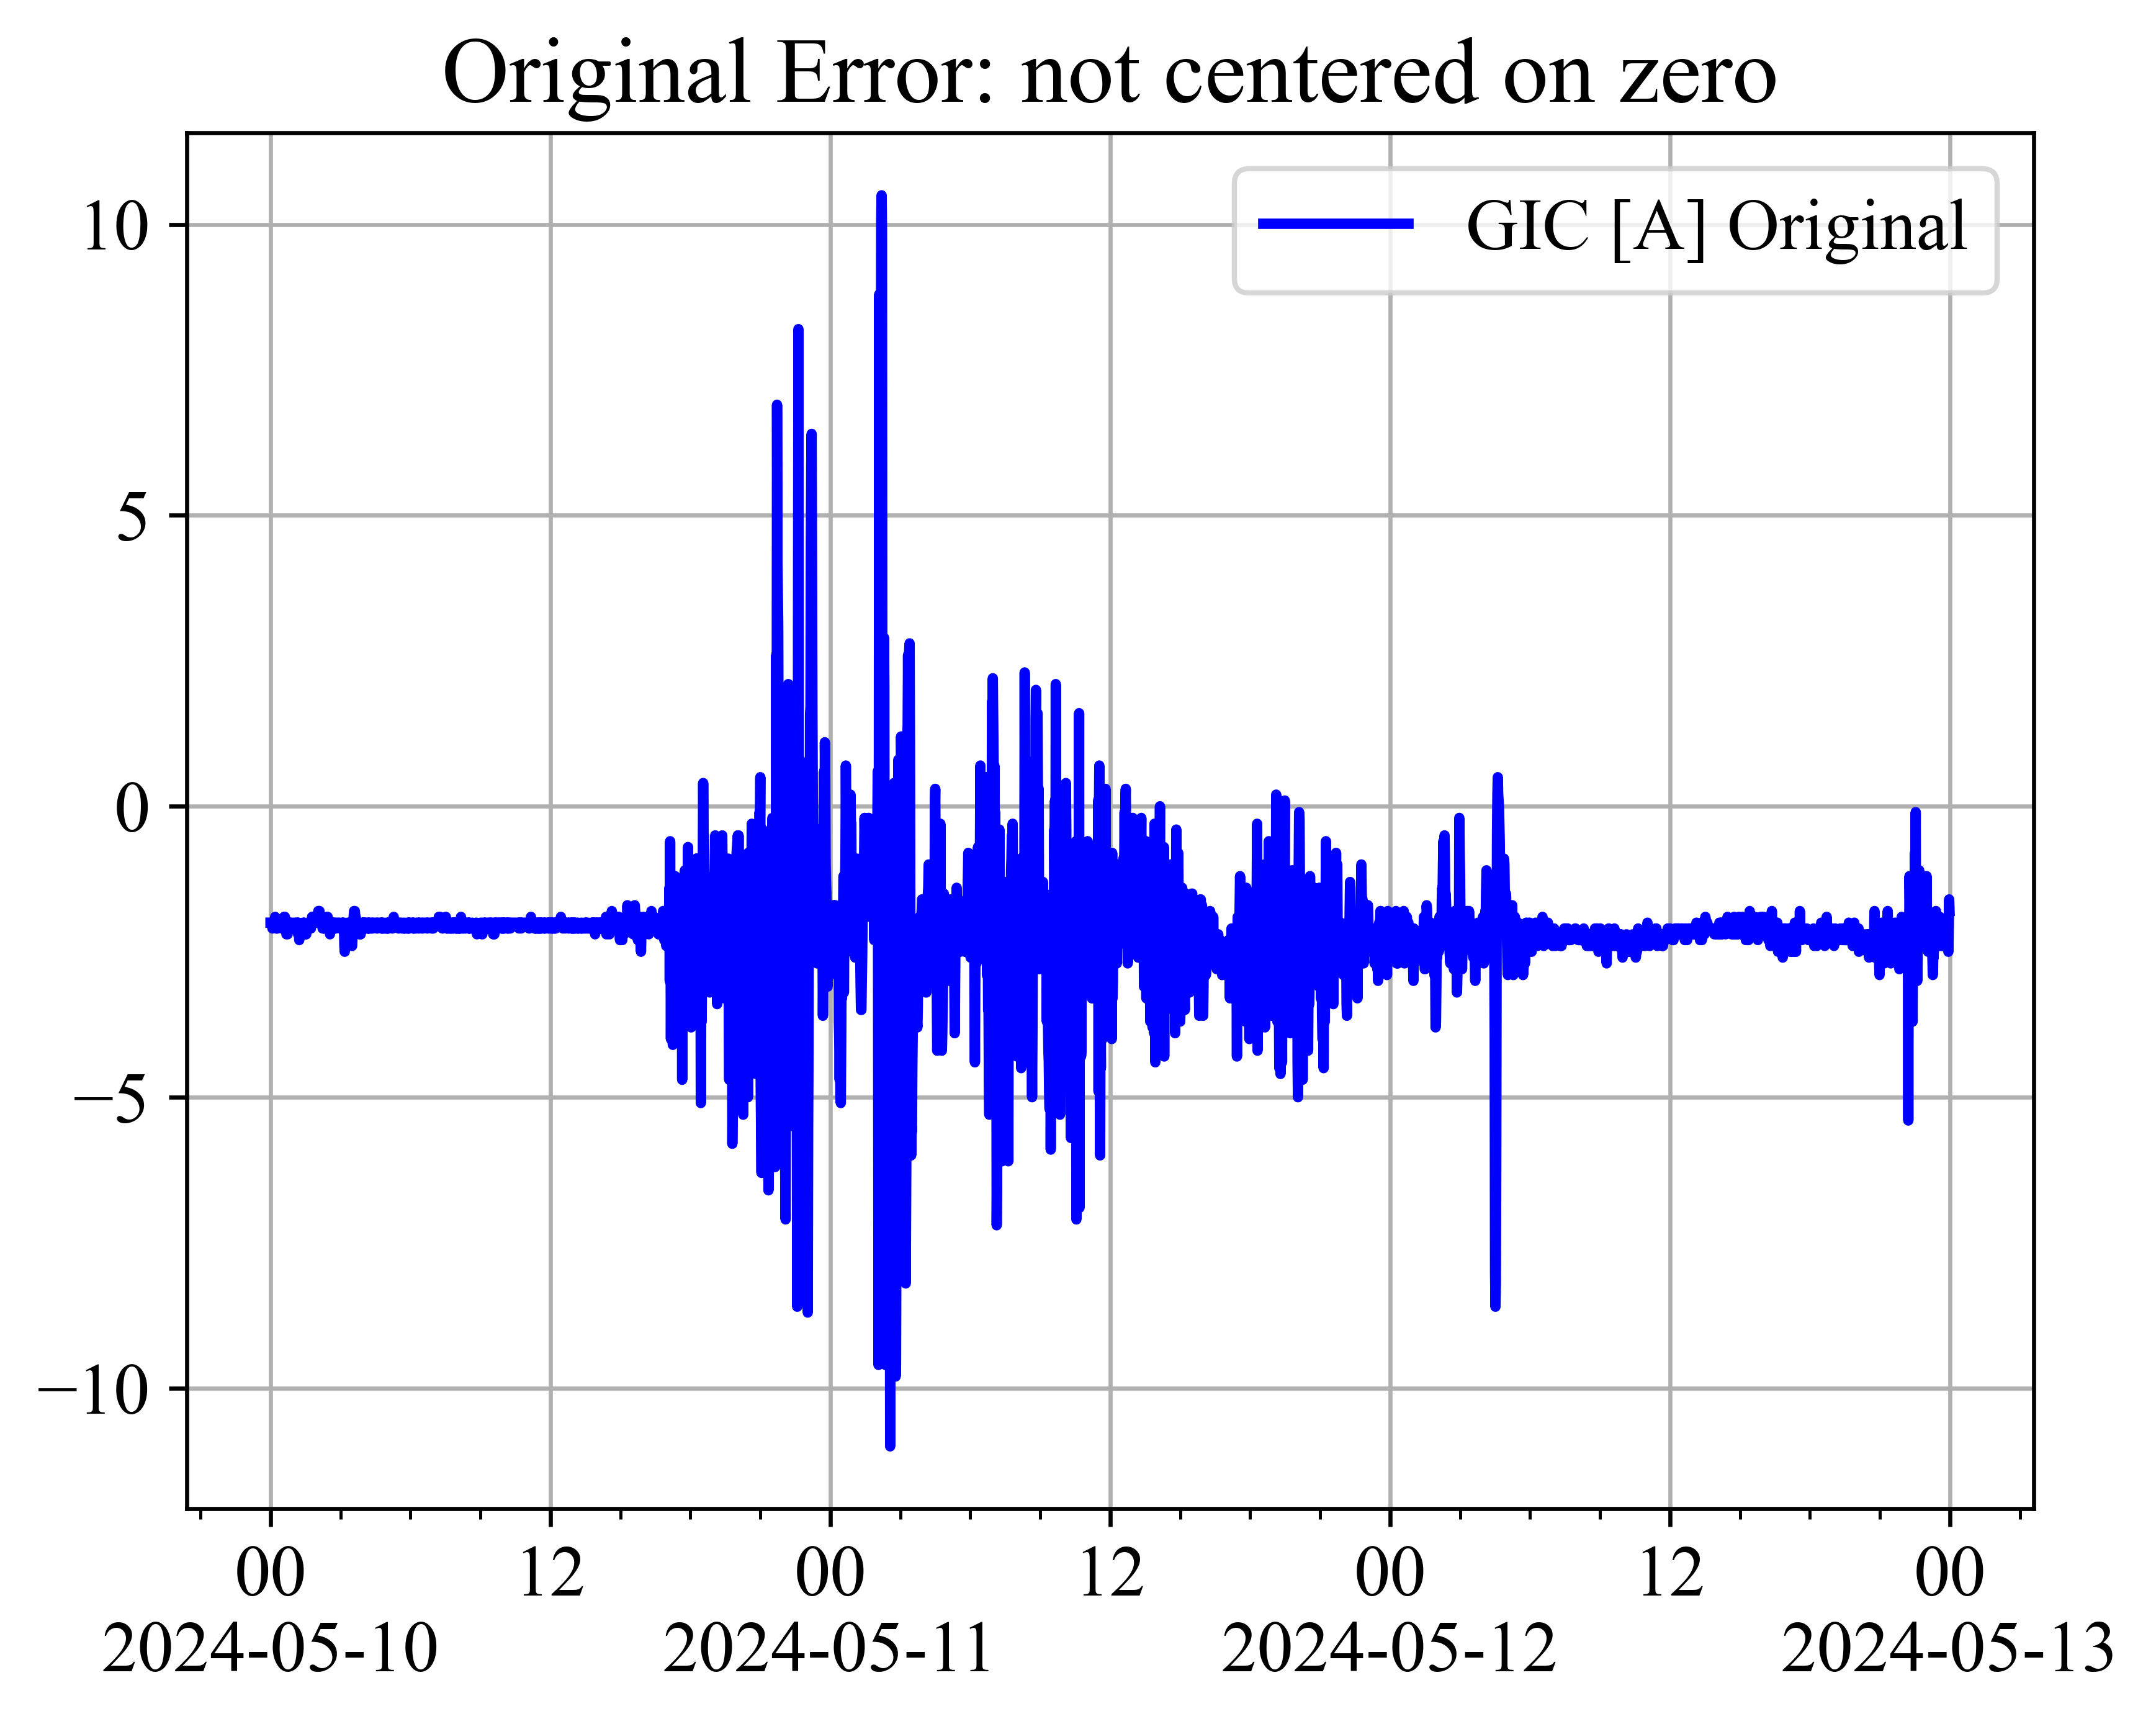 Original Error: not centered on zero
GIC [A] Original
10
5
0
−5
−10
00 12 00 12 00 12 00
2024-05-10 2024-05-11 2024-05-12 2024-05-13